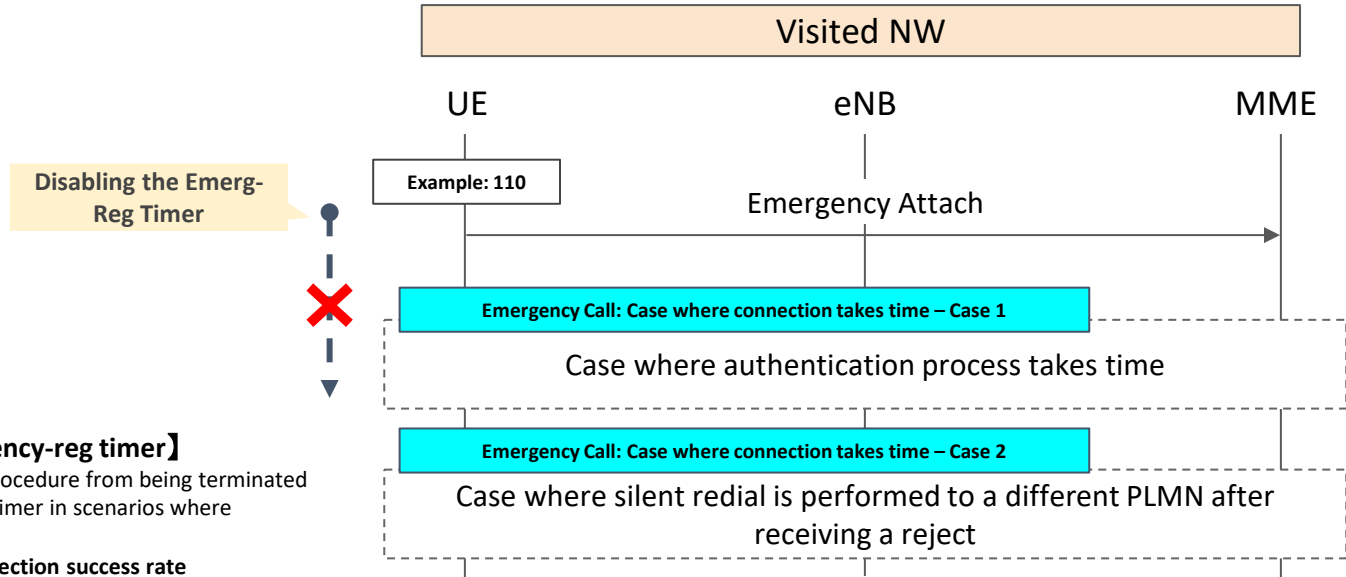 Visited NW
UE
eNB
MME
Disabling the Emerg-
Reg Timer
Example: 110
Emergency Attach
Emergency Call: Case where connection takes time – Case 1
Case where authentication process takes time
ency-reg timer】
rocedure from being terminated
imer in scenarios where
Emergency Call: Case where connection takes time – Case 2
Case where silent redial is performed to a different PLMN after
receiving a reject
ection success rate